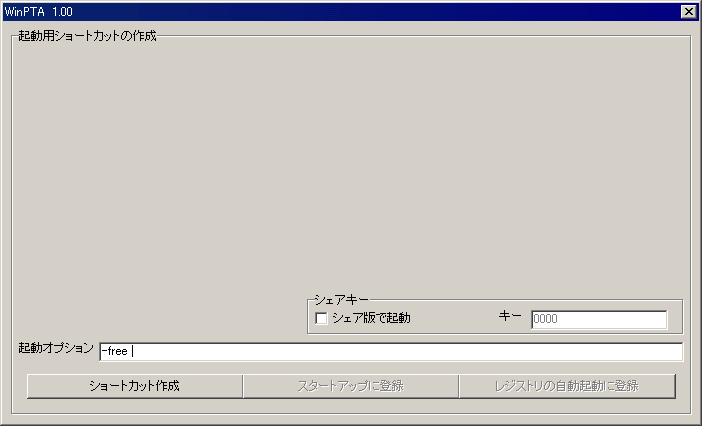 WinPTA 1.00
起動用ショートカットの作成
シェアキー
シェア版で起動 キー 0000
起動オプション -free
ショートカット作成 スタートアップに登録 レジストリの自動起動に登録